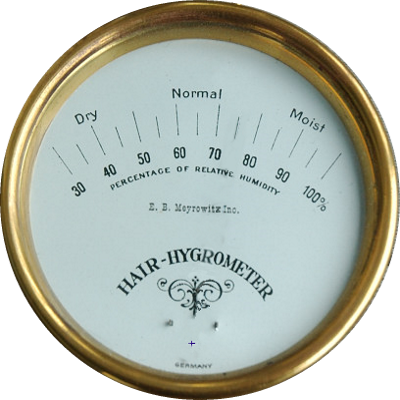 Dry Normal Moist
30 40 50 60 70 80 90 100%
PERCENTAGE OF RELATIVE HUMIDITY
E. B. Meyrowitz Inc.
HAIR-HYGROMETER
GERMANY